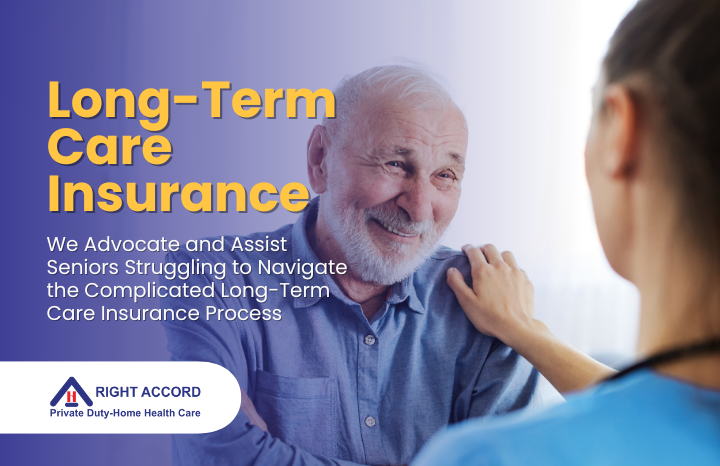 Long-Term
Care
Insurance
We Advocate and Assist
Seniors Struggling to Navigate
the Complicated Long-Term
Care Insurance Process
H
RIGHT ACCORD
Private Duty-Home Health Care